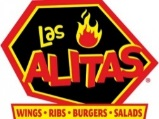 Las
ALITAS
WINGS • RIBS • BURGERS • SALADS